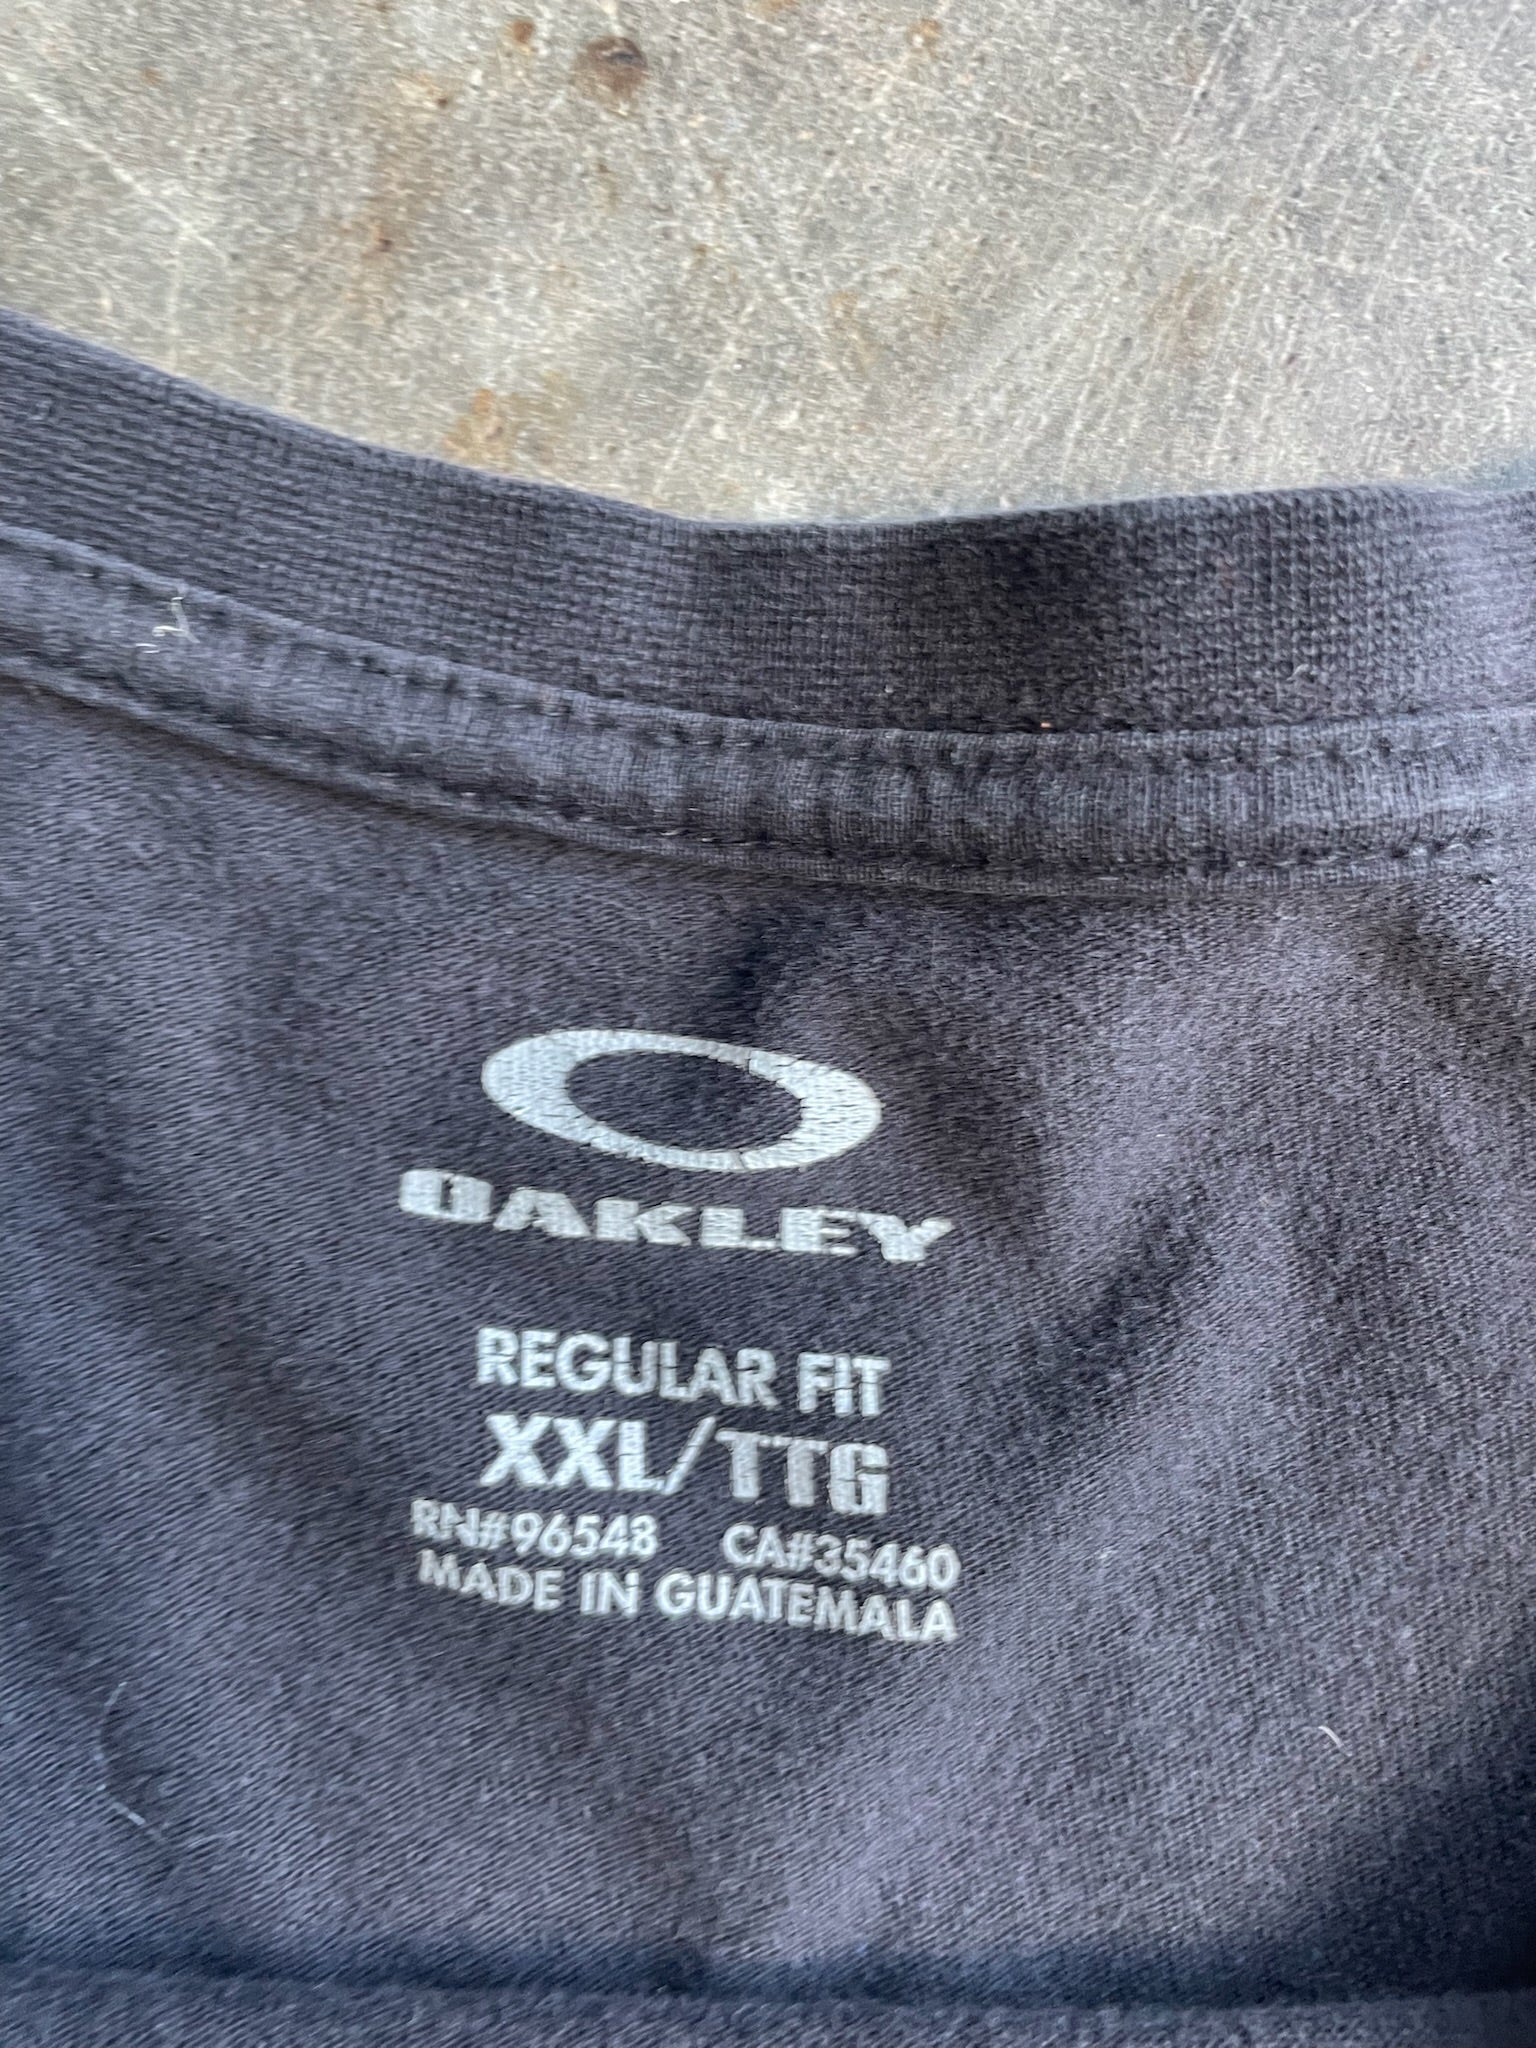 OAKLEY
REGULAR FIT
XXL/TTG
RN#96548 CA#35460
MADE IN GUATEMALA